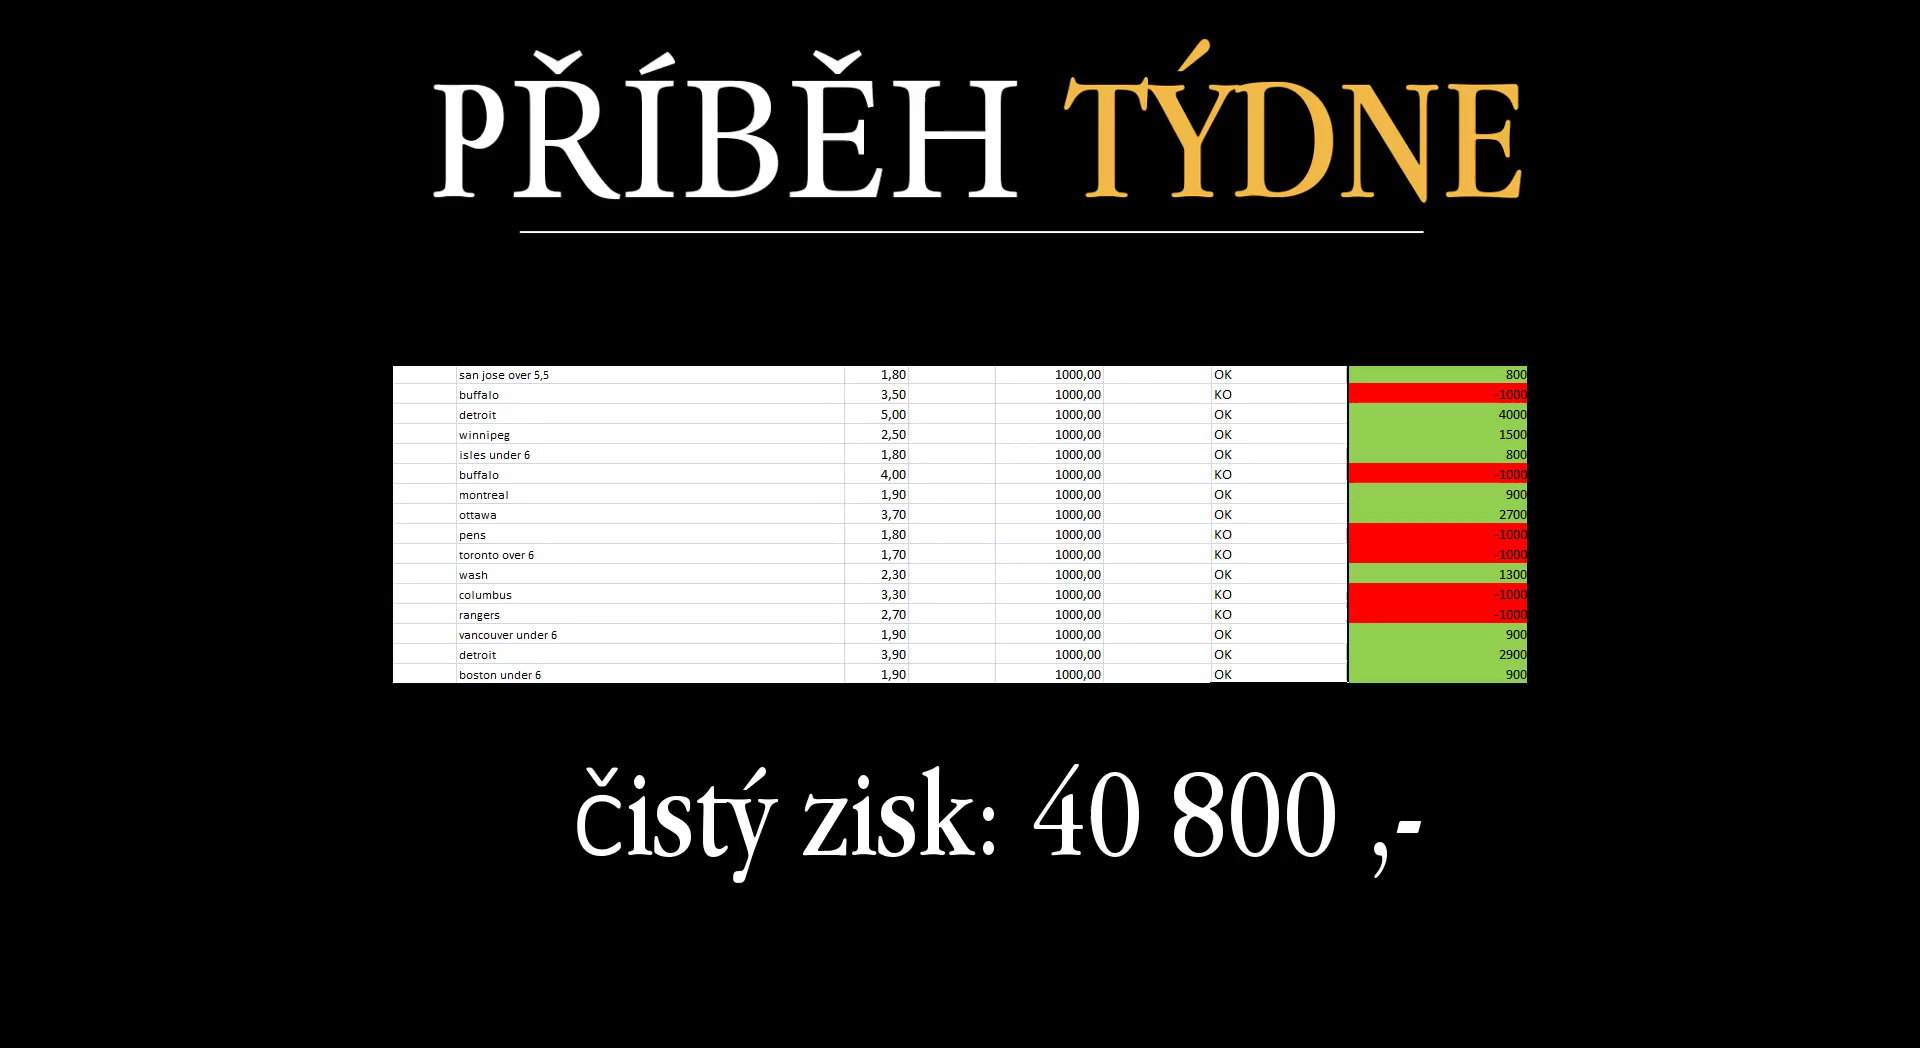 PŘÍBĚH TÝDNE
san jose over 5,5 1,80 1000,00 OK 800
buffalo 3,50 1000,00 KO -1000
detroit 5,00 1000,00 OK 4000
winnipeg 2,50 1000,00 OK 1500
isles under 6 1,80 1000,00 OK 800
buffalo 4,00 1000,00 KO -1000
montreal 1,90 1000,00 OK 900
ottawa 3,70 1000,00 OK 2700
pens 1,80 1000,00 KO -1000
toronto over 6 1,70 1000,00 KO -1000
wash 2,30 1000,00 OK 1300
columbus 3,30 1000,00 KO -1000
rangers 2,70 1000,00 KO -1000
vancouver under 6 1,90 1000,00 OK 900
detroit 3,90 1000,00 OK 2900
boston under 6 1,90 1000,00 OK 900
čistý zisk: 40 800 ,-